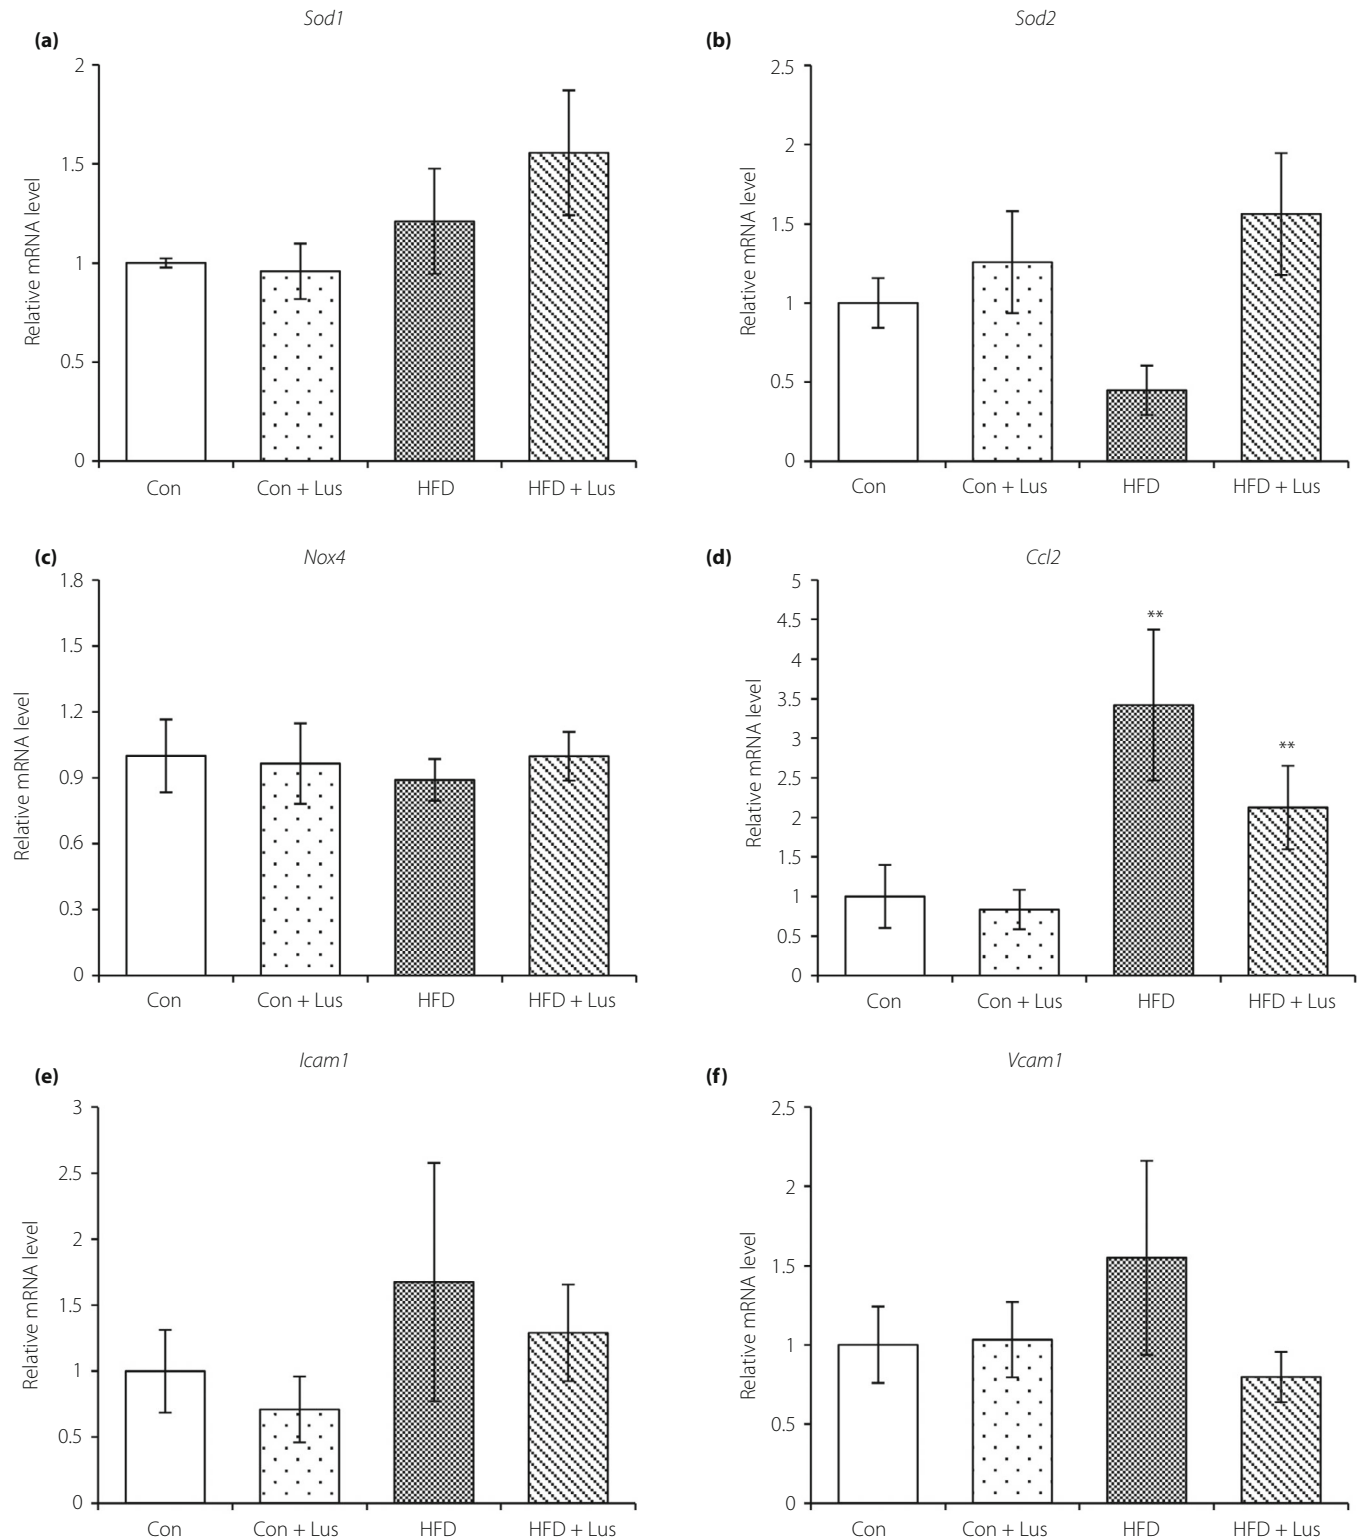 Sod1
(a)
2
1.5
1
0.5
0
Relative mRNA level
Con Con + Lus HFD HFD + Lus
Sod2
(b)
2.5
2
1.5
1
0.5
0
Relative mRNA level
Con Con + Lus HFD HFD + Lus
(c)
Nox4
1.8
1.5
1.2
0.9
0.6
0.3
0
Relative mRNA level
Con Con + Lus HFD HFD + Lus
(d)
Ccl2
5
4.5
4
3.5
3
2.5
2
1.5
1
0.5
0
Relative mRNA level
**
**
Con Con + Lus HFD HFD + Lus
Icam1
(e)
3
2.5
2
1.5
1
0.5
0
Relative mRNA level
Con Con + Lus HFD HFD + Lus
Vcam1
(f)
2.5
2
1.5
1
0.5
0
Relative mRNA level
Con Con + Lus HFD HFD + Lus